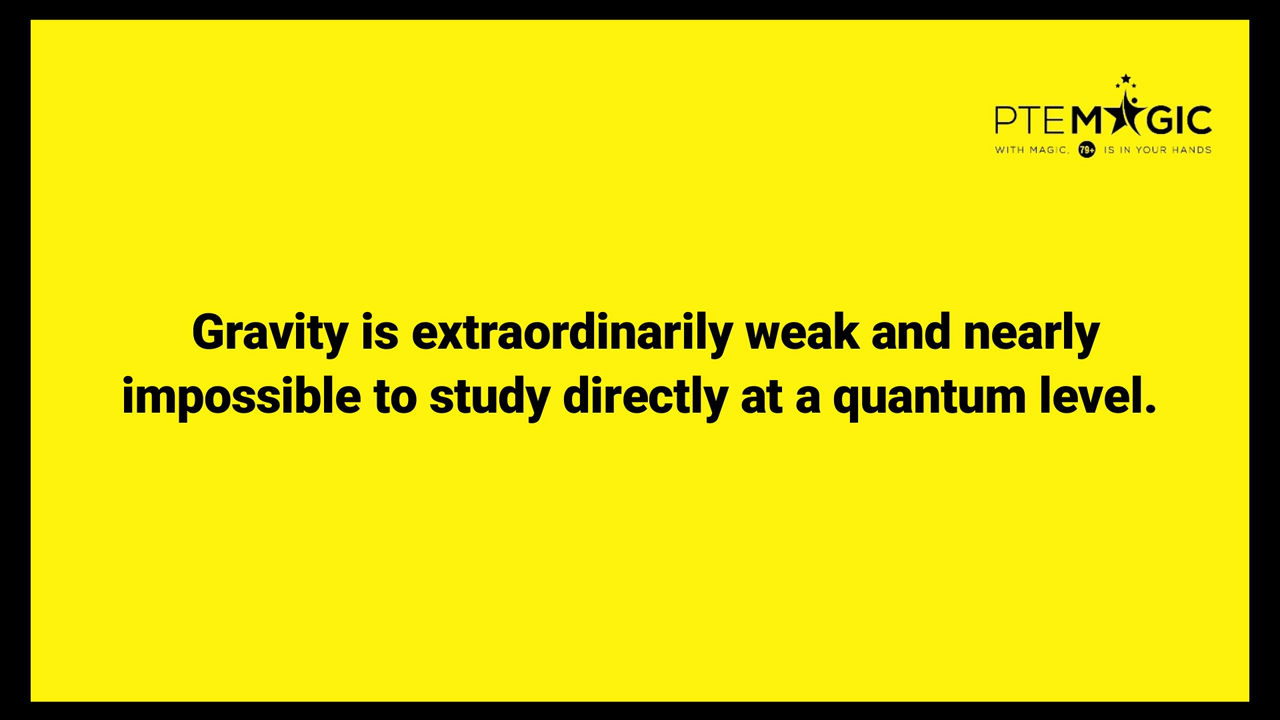 PTEMAGIC
WITH MAGIC, 79+ IS IN YOUR HANDS
Gravity is extraordinarily weak and nearly
impossible to study directly at a quantum level.